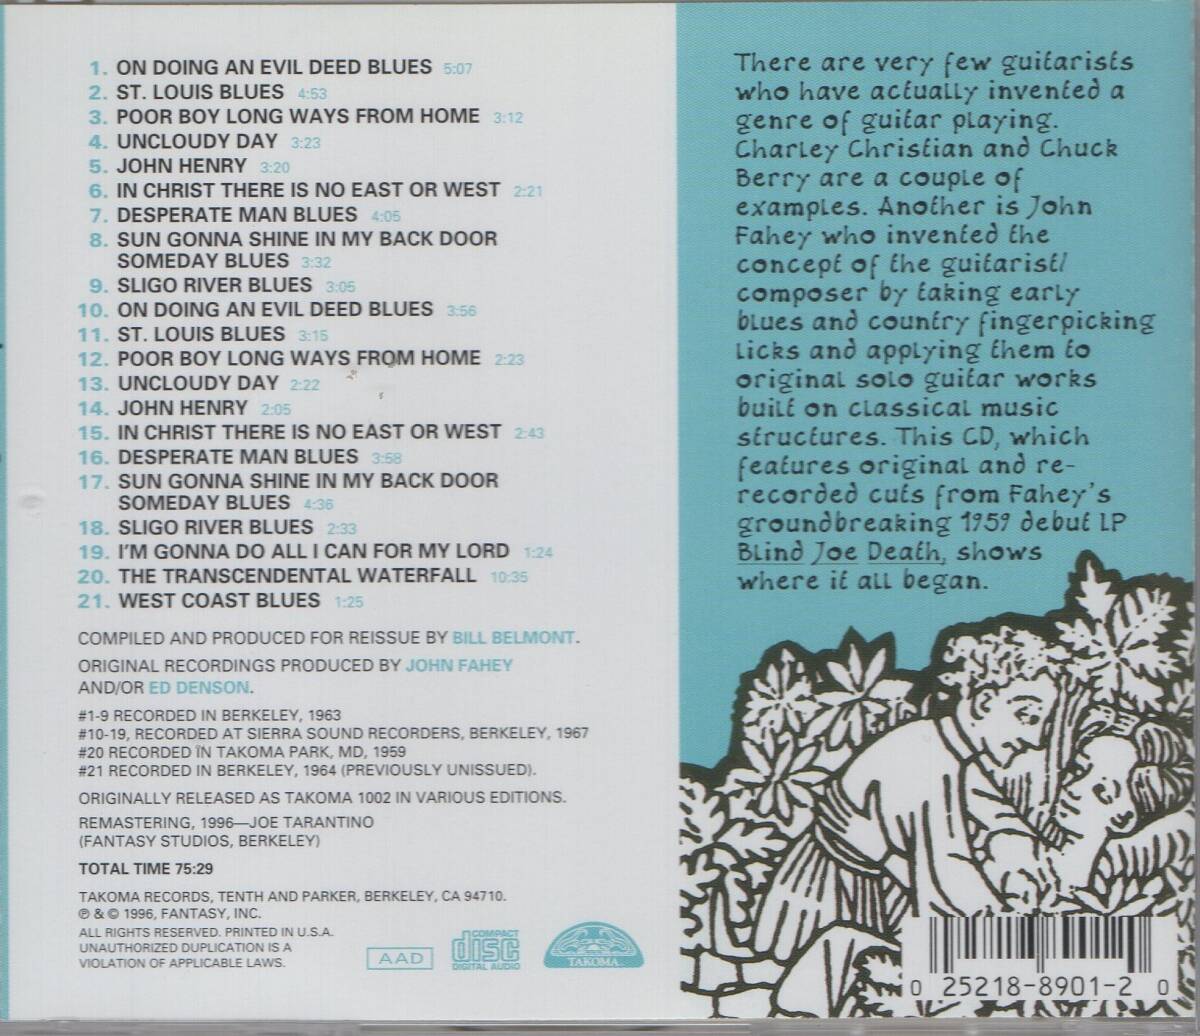 1. ON DOING AN EVIL DEED BLUES 5:07
2. ST. LOUIS BLUES 4:53
3. POOR BOY LONG WAYS FROM HOME 3:12
4. UNCLOUDY DAY 3:23
5. JOHN HENRY 3:20
6. IN CHRIST THERE IS NO EAST OR WEST 2:21
7. DESPERATE MAN BLUES 4:05
8. SUN GONNA SHINE IN MY BACK DOOR
SOMEDAY BLUES 3:32
9. SLIGO RIVER BLUES 3:05
10. ON DOING AN EVIL DEED BLUES 3:56
11. ST. LOUIS BLUES 3:15
12. POOR BOY LONG WAYS FROM HOME 2:23
13. UNCLOUDY DAY 2:22
14. JOHN HENRY 2:05
15. IN CHRIST THERE IS NO EAST OR WEST 2:43
16. DESPERATE MAN BLUES 3:58
17. SUN GONNA SHINE IN MY BACK DOOR
SOMEDAY BLUES 4:36
18. SLIGO RIVER BLUES 2:33
19. I'M GONNA DO ALL I CAN FOR MY LORD 1:24
20. THE TRANSCENDENTAL WATERFALL 10:35
21. WEST COAST BLUES 1:25
COMPILED AND PRODUCED FOR REISSUE BY BILL BELMONT.
ORIGINAL RECORDINGS PRODUCED BY JOHN FAHEY
AND/OR ED DENSON.
#1-9 RECORDED IN BERKELEY, 1963
#10-19, RECORDED AT SIERRA SOUND RECORDERS, BERKELEY, 1967
#20 RECORDED IN TAKOMA PARK, MD, 1959
#21 RECORDED IN BERKELEY, 1964 (PREVIOUSLY UNISSUED).
ORIGINALLY RELEASED AS TAKOMA 1002 IN VARIOUS EDITIONS.
REMASTERING, 1996—JOE TARANTINO
(FANTASY STUDIOS, BERKELEY)
TOTAL TIME 75:29
TAKOMA RECORDS, TENTH AND PARKER, BERKELEY, CA 94710.
℗ & © 1996, FANTASY, INC.
ALL RIGHTS RESERVED. PRINTED IN U.S.A.
UNAUTHORIZED DUPLICATION IS A
VIOLATION OF APPLICABLE LAWS.
AAD
COMPACT
disc
DIGITAL AUDIO
TAKOMA
There are very few guitarists
who have actually invented a
genre of guitar playing.
Charley Christian and Chuck
Berry are a couple of
examples. Another is John
Fahey who invented the
concept of the guitarist/
composer by taking early
blues and country fingerpicking
licks and applying them to
original solo guitar works
built on classical music
structures. This CD, which
features original and re-
recorded cuts from Fahey's
groundbreaking 1959 debut LP
Blind Joe Death, shows
where it all began.
0 25218-8901-2 0